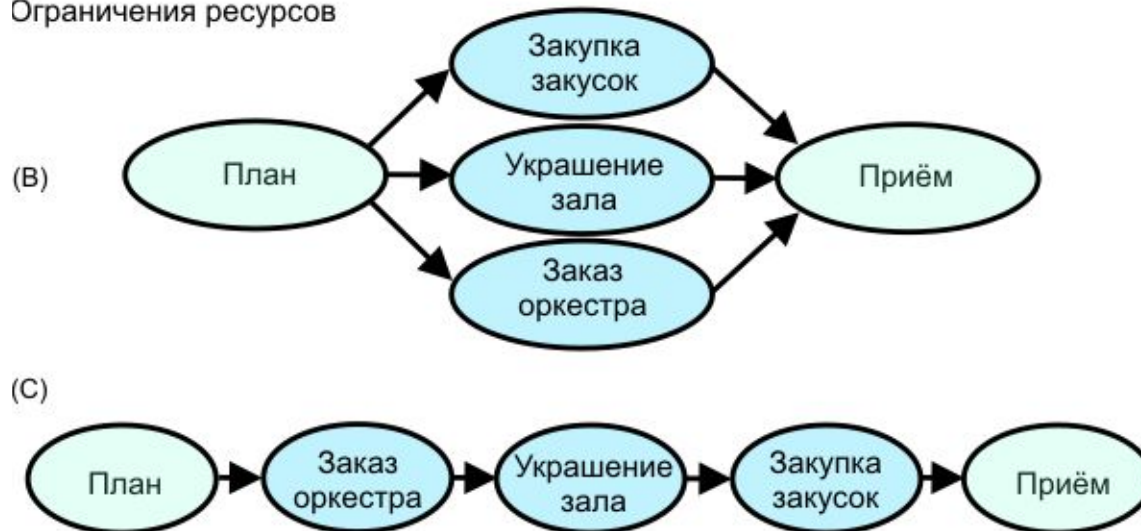 Ограничения ресурсов
Закупка
закусок
(B)
План
Украшение
зала
Приём
Заказ
оркестра
(C)
План
Заказ
оркестра
Украшение
зала
Закупка
закусок
Приём